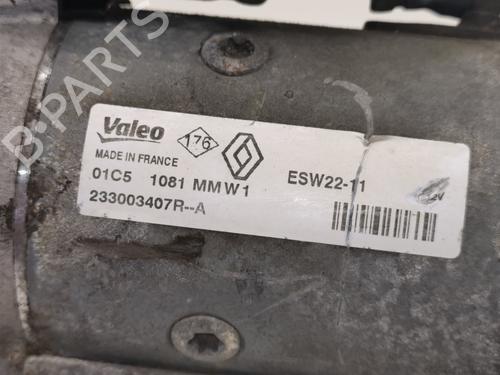 B-PARTS
Valeo
176
MADE IN FRANCE
01C5 1081 MMW1
ESW22-11
233003407R--A